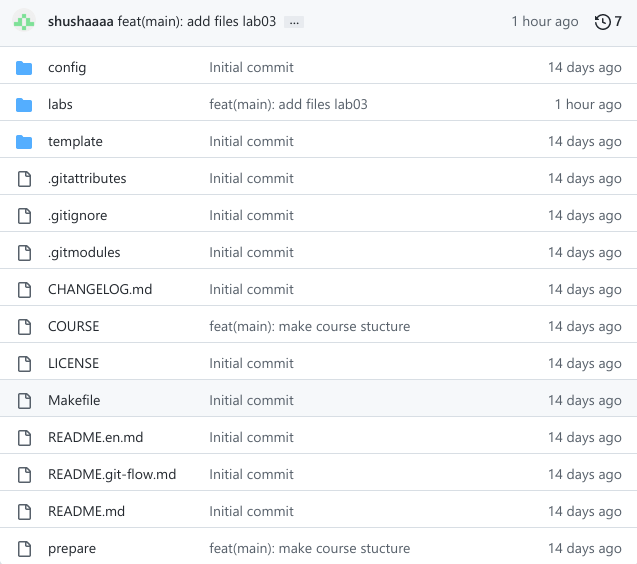 shushaaaa feat(main): add files lab03 ... 1 hour ago 7
config Initial commit 14 days ago
labs feat(main): add files lab03 1 hour ago
template Initial commit 14 days ago
.gitattributes Initial commit 14 days ago
.gitignore Initial commit 14 days ago
.gitmodules Initial commit 14 days ago
CHANGELOG.md Initial commit 14 days ago
COURSE feat(main): make course stucture 14 days ago
LICENSE Initial commit 14 days ago
Makefile Initial commit 14 days ago
README.en.md Initial commit 14 days ago
README.git-flow.md Initial commit 14 days ago
README.md Initial commit 14 days ago
prepare feat(main): make course stucture 14 days ago